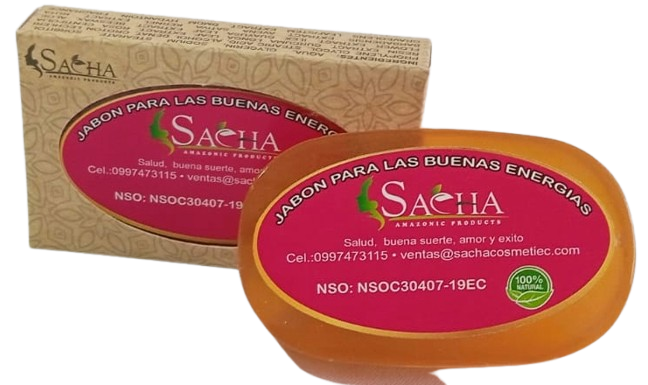 SACHA
AMAZONIC PRODUCTS
JABON PARA LAS BUENAS ENERG
SACHA
AMAZONIC PRODUCTS
Salud, buena suerte, amor
Cel.:0997473115 • ventas@sach
NSO: NSOC30407-19
JABON PARA LAS BUENAS ENERGIAS
SACHA
AMAZONIC PRODUCTS
Salud, buena suerte, amor y exito
Cel.:0997473115 • ventas@sachacosmetiec.com
NSO: NSOC30407-19EC
100%
NATURAL